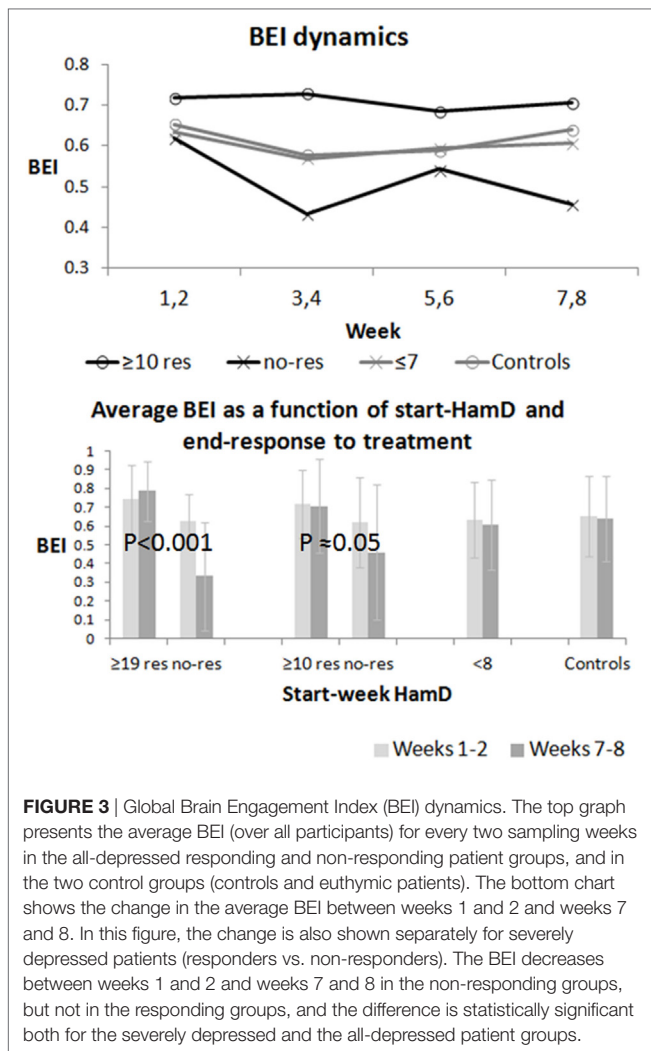 BEI dynamics
0.8
0.7
0.6
BEI
0.5
0.4
0.3
1,2 3,4 5,6 7,8
Week
≥10 res no-res ≤7 Controls
Average BEI as a function of start-HamD and
end-response to treatment
1
0.9
0.8
0.7
0.6
BEI 0.5 P<0.001 P ≈0.05
0.4
0.3
0.2
0.1
0
≥19 res no-res ≥10 res no-res <8 Controls
Start-week HamD
Weeks 1-2 Weeks 7-8
FIGURE 3 | Global Brain Engagement Index (BEI) dynamics. The top graph
presents the average BEI (over all participants) for every two sampling weeks
in the all-depressed responding and non-responding patient groups, and in
the two control groups (controls and euthymic patients). The bottom chart
shows the change in the average BEI between weeks 1 and 2 and weeks 7
and 8. In this figure, the change is also shown separately for severely
depressed patients (responders vs. non-responders). The BEI decreases
between weeks 1 and 2 and weeks 7 and 8 in the non-responding groups,
but not in the responding groups, and the difference is statistically significant
both for the severely depressed and the all-depressed patient groups.